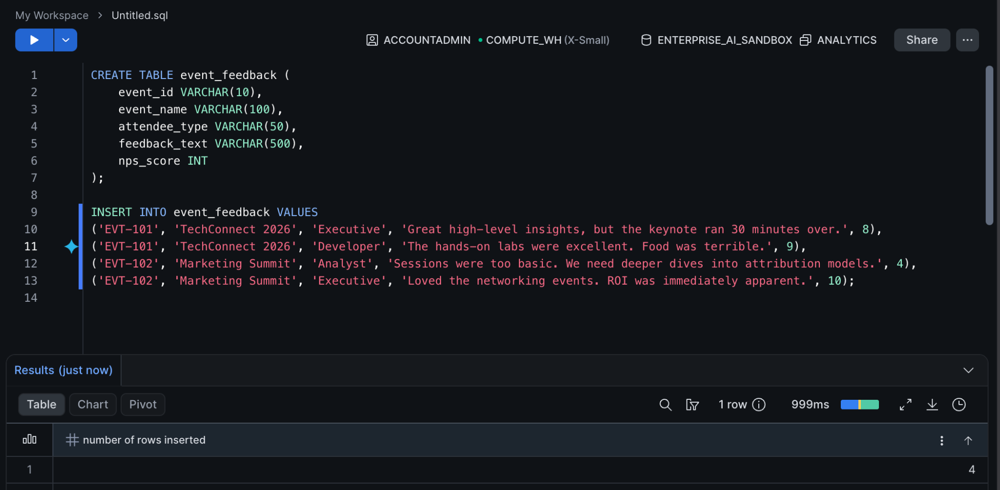 My Workspace > Untitled.sql
ACCOUNTADMIN COMPUTE_WH (X-Small) ENTERPRISE_AI_SANDBOX ANALYTICS Share ...
1 CREATE TABLE event_feedback (
2     event_id VARCHAR(10),
3     event_name VARCHAR(100),
4     attendee_type VARCHAR(50),
5     feedback_text VARCHAR(500),
6     nps_score INT
7 );
8
9 INSERT INTO event_feedback VALUES
10 ('EVT-101', 'TechConnect 2026', 'Executive', 'Great high-level insights, but the keynote ran 30 minutes over.', 8),
11 ('EVT-101', 'TechConnect 2026', 'Developer', 'The hands-on labs were excellent. Food was terrible.', 9),
12 ('EVT-102', 'Marketing Summit', 'Analyst', 'Sessions were too basic. We need deeper dives into attribution models.', 4),
13 ('EVT-102', 'Marketing Summit', 'Executive', 'Loved the networking events. ROI was immediately apparent.', 10);
14
Results (just now)
Table Chart Pivot 1 row 999ms
# number of rows inserted
1 4